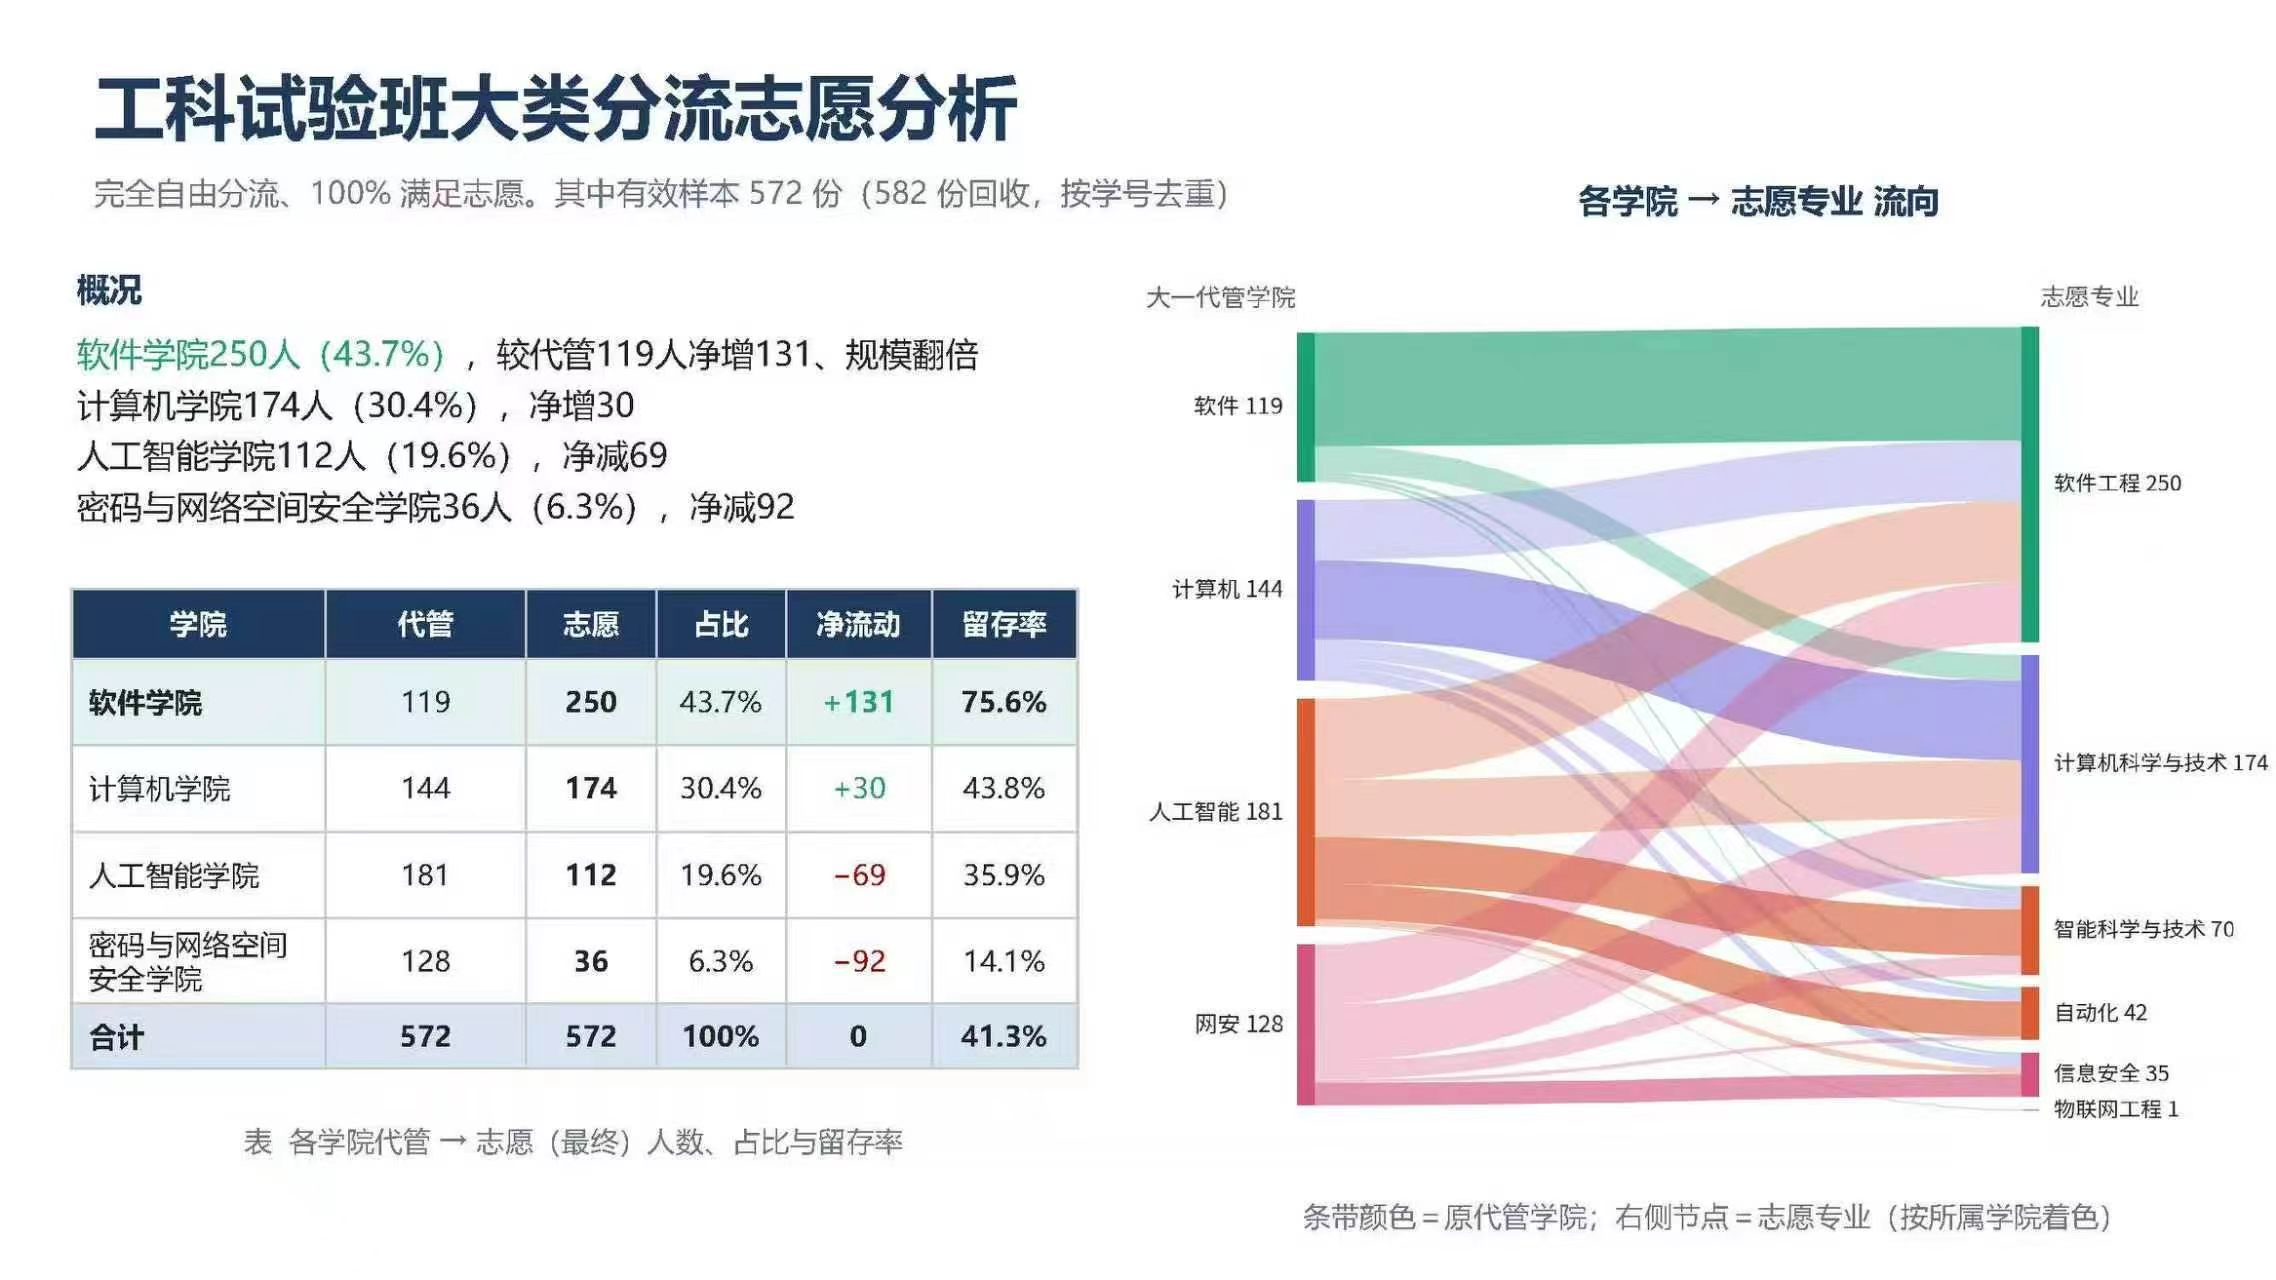 工科试验班大类分流志愿分析
完全自由分流、100% 满足志愿。其中有效样本 572 份（582 份回收，按学号去重）
概况
软件学院250人（43.7%），较代管119人净增131、规模翻倍
计算机学院174人（30.4%），净增30
人工智能学院112人（19.6%），净减69
密码与网络空间安全学院36人（6.3%），净减92
学院 代管 志愿 占比 净流动 留存率
软件学院 119 250 43.7% +131 75.6%
计算机学院 144 174 30.4% +30 43.8%
人工智能学院 181 112 19.6% −69 35.9%
密码与网络空间
安全学院 128 36 6.3% −92 14.1%
合计 572 572 100% 0 41.3%
表 各学院代管 → 志愿（最终）人数、占比与留存率
各学院 → 志愿专业 流向
大一代管学院
志愿专业
软件 119
计算机 144
人工智能 181
网安 128
软件工程 250
计算机科学与技术 174
智能科学与技术 70
自动化 42
信息安全 35
物联网工程 1
条带颜色＝原代管学院；右侧节点＝志愿专业（按所属学院着色）